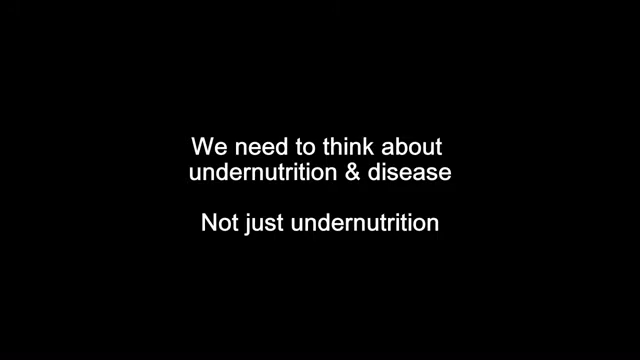 We need to think about
undernutrition & disease
Not just undernutrition